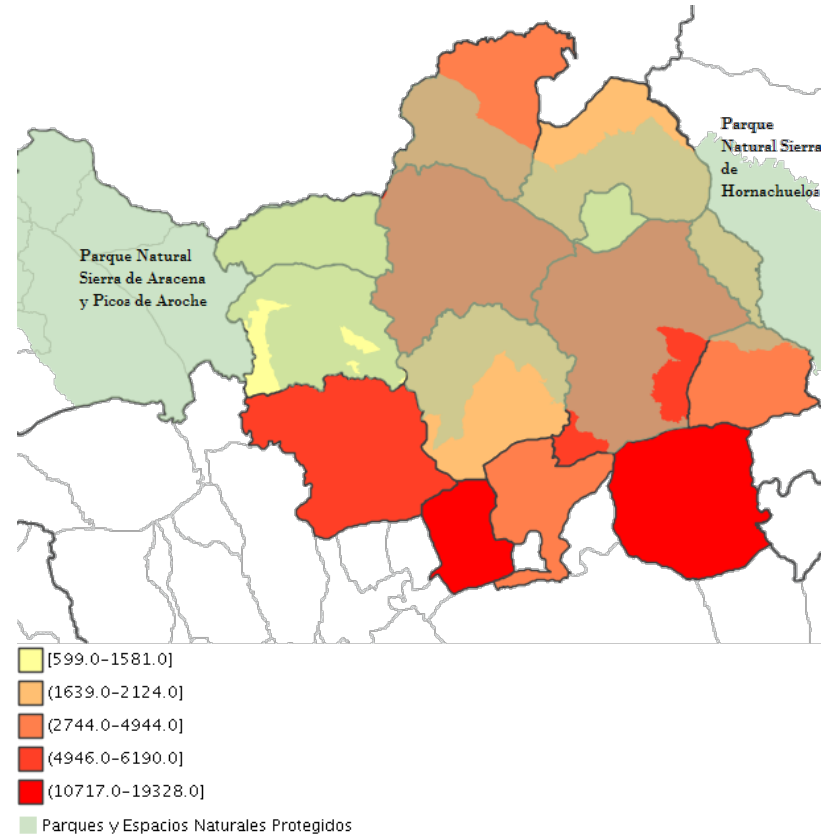 Parque
Natural Sierra
de
Hornachuelos
Parque Natural
Sierra de Aracena
y Picos de Aroche
[599.0-1581.0]
(1639.0-2124.0]
(2744.0-4944.0]
(4946.0-6190.0]
(10717.0-19328.0]
Parques y Espacios Naturales Protegidos